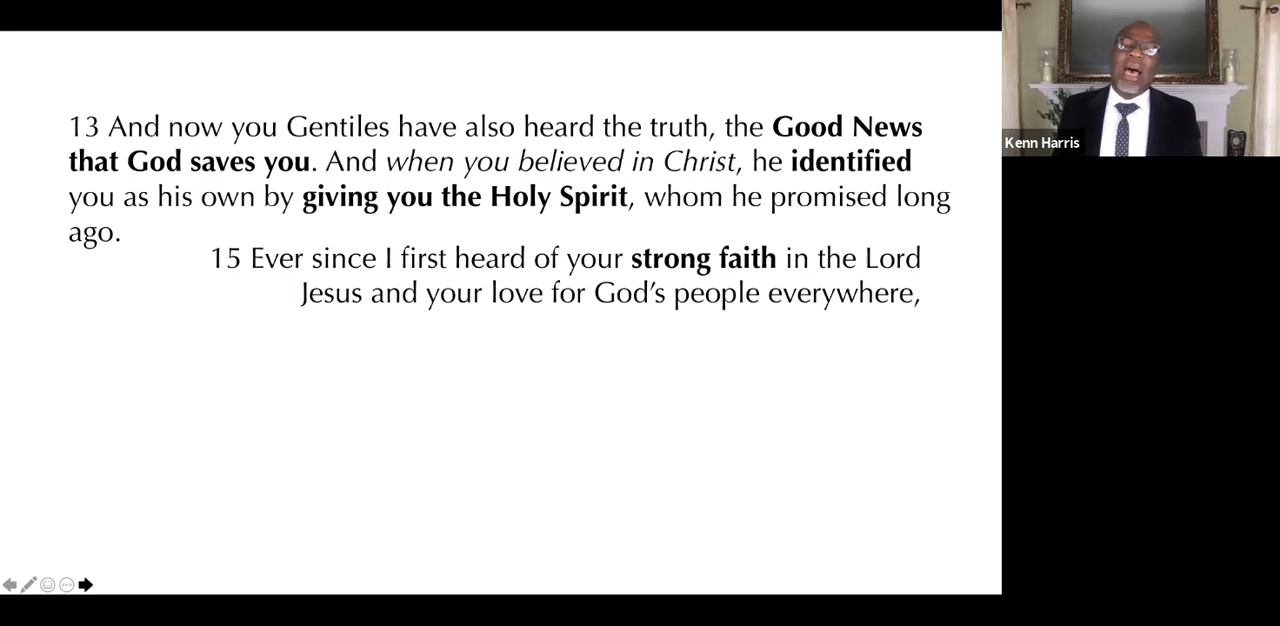 13 And now you Gentiles have also heard the truth, the Good News
that God saves you. And when you believed in Christ, he identified
you as his own by giving you the Holy Spirit, whom he promised long
ago.
15 Ever since I first heard of your strong faith in the Lord
Jesus and your love for God's people everywhere,
Kenn Harris